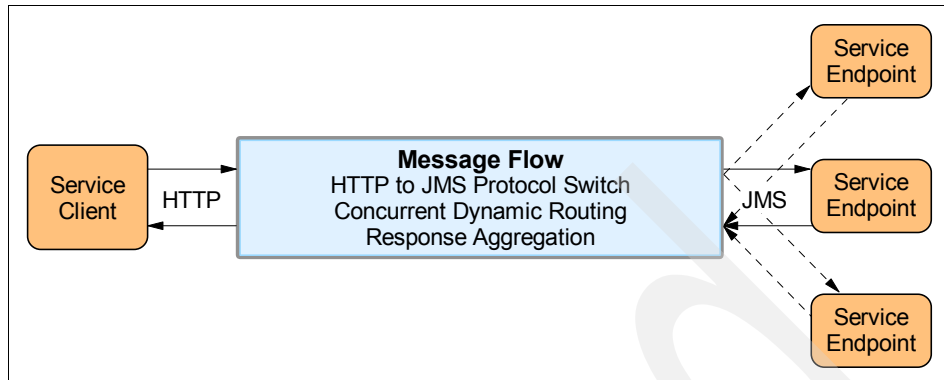 Service
Endpoint
Message Flow
HTTP to JMS Protocol Switch
Concurrent Dynamic Routing
Response Aggregation
Service
Client
HTTP
JMS
Service
Endpoint
Service
Endpoint